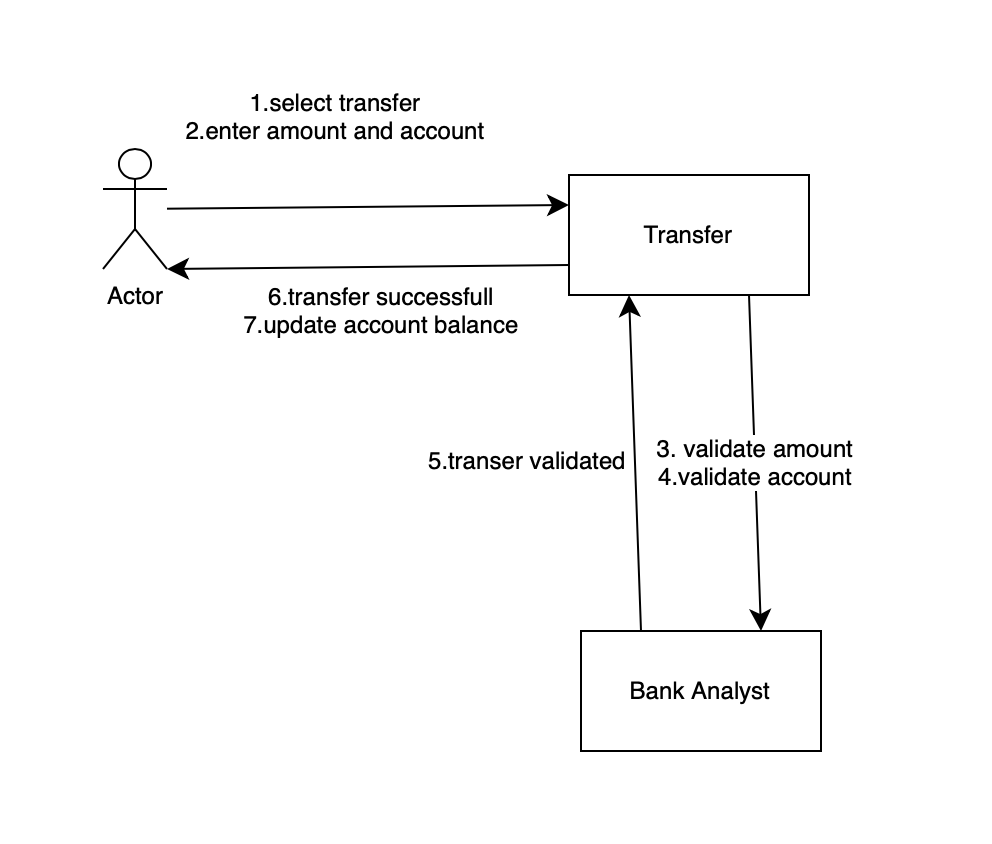 1.select transfer
2.enter amount and account
Transfer
Actor
6.transfer successfull
7.update account balance
5.transer validated
3. validate amount
4.validate account
Bank Analyst